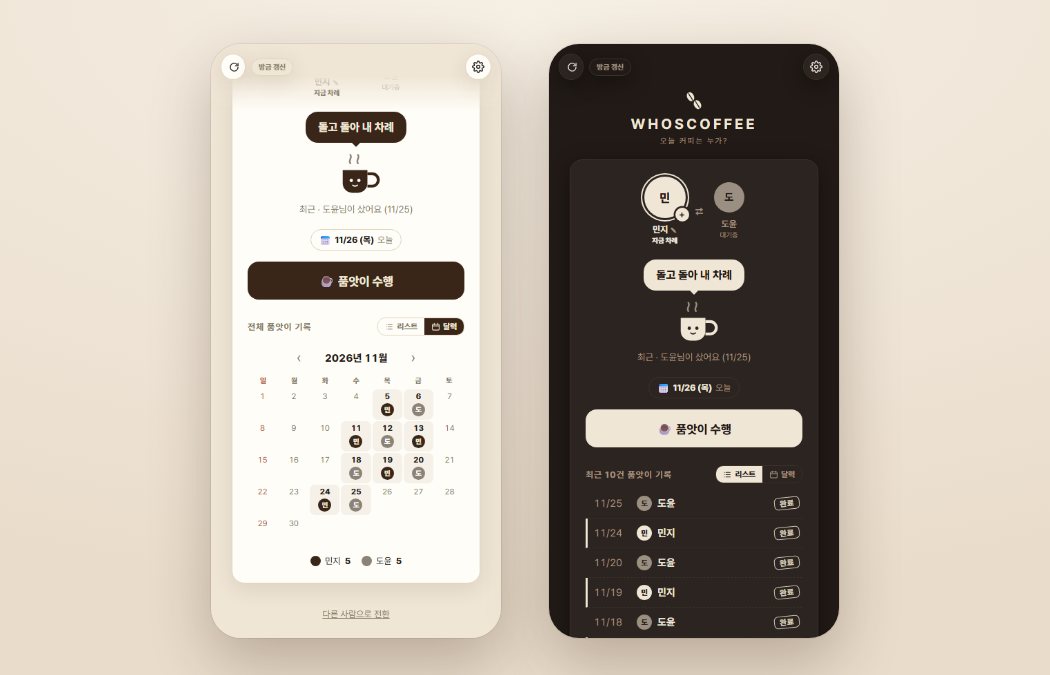 방금 갱신
민지
대기중
지금 차례
돌고 돌아 내 차례
최근 · 도윤님이 샀어요 (11/25)
11/26 (목) 오늘
품앗이 수행
전체 품앗이 기록
리스트 달력
‹ 2026년 11월 ›
일 월 화 수 목 금 토
1 2 3 4 5 6 7
민 도
8 9 10 11 12 13 14
민 도 민
15 16 17 18 19 20 21
도 민 도
22 23 24 25 26 27 28
민 도
29 30
민지 5 도윤 5
다른 사람으로 전환
방금 갱신
WHOSCOFFEE
오늘 커피는 누가?
민 도
민지 도윤
지금 차례 대기중
돌고 돌아 내 차례
최근 · 도윤님이 샀어요 (11/25)
11/26 (목) 오늘
품앗이 수행
최근 10건 품앗이 기록
리스트 달력
11/25 도 도윤 완료
11/24 민 민지 완료
11/20 도 도윤 완료
11/19 민 민지 완료
11/18 도 도윤 완료